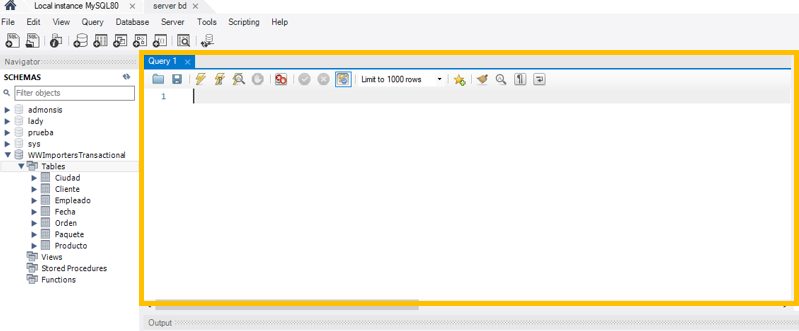 Local instance MySQL80 × server bd ×
File Edit View Query Database Server Tools Scripting Help
Navigator
SCHEMAS
Filter objects
admonsis
lady
prueba
sys
WWImportersTransactional
Tables
Ciudad
Cliente
Empleado
Fecha
Orden
Paquete
Producto
Views
Stored Procedures
Functions
Query 1 ×
Limit to 1000 rows
1
Output